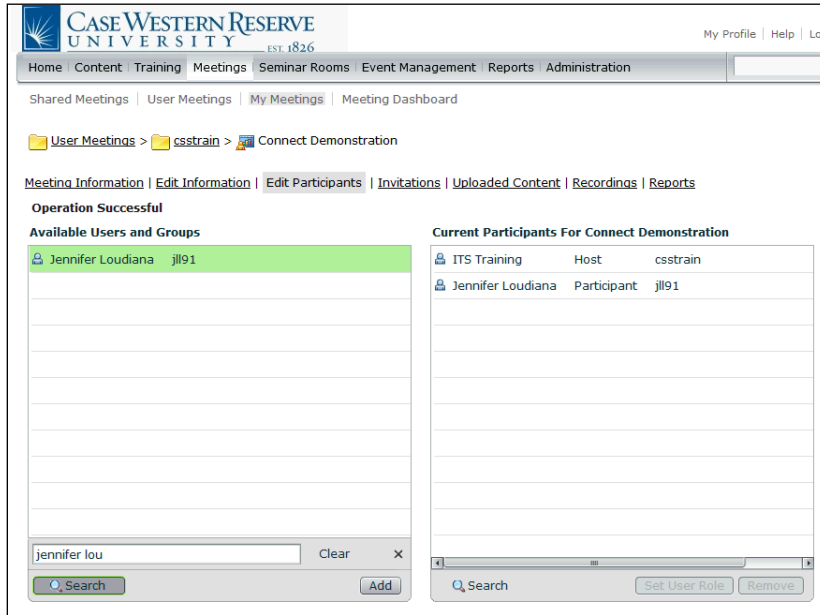 CASE WESTERN RESERVE
UNIVERSITY EST. 1826
My Profile | Help |
Home Content Training Meetings Seminar Rooms Event Management Reports Administration
Shared Meetings | User Meetings | My Meetings | Meeting Dashboard
User Meetings > csstrain > Connect Demonstration
Meeting Information | Edit Information | Edit Participants | Invitations | Uploaded Content | Recordings | Reports
Operation Successful
Available Users and Groups
Jennifer Loudiana jll91
jennifer lou Clear X
Search Add
Current Participants For Connect Demonstration
ITS Training Host csstrain
Jennifer Loudiana Participant jll91
Search Set User Role Remove